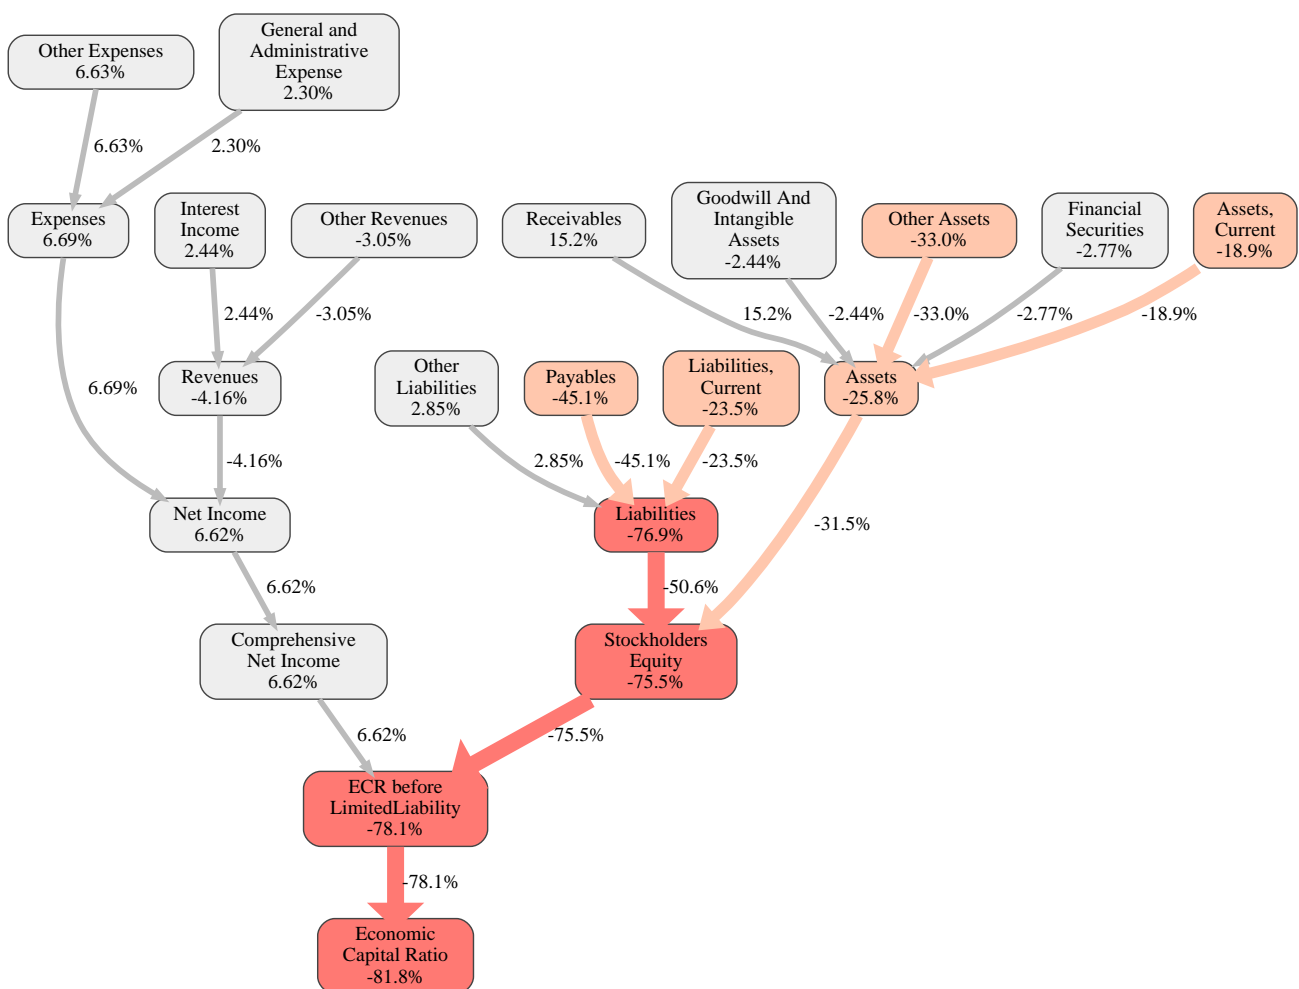 Other Expenses
6.63%
General and
Administrative
Expense
2.30%
6.63%
2.30%
Expenses
6.69%
Interest
Income
2.44%
Other Revenues
-3.05%
Receivables
15.2%
Goodwill And
Intangible
Assets
-2.44%
Other Assets
-33.0%
Financial
Securities
-2.77%
Assets,
Current
-18.9%
2.44%
-3.05%
15.2%
-2.44%
-33.0%
-2.77%
-18.9%
6.69%
Revenues
-4.16%
Other
Liabilities
2.85%
Payables
-45.1%
Liabilities,
Current
-23.5%
Assets
-25.8%
-4.16%
2.85%
-45.1%
-23.5%
-31.5%
Net Income
6.62%
Liabilities
-76.9%
6.62%
-50.6%
Comprehensive
Net Income
6.62%
Stockholders
Equity
-75.5%
6.62%
-75.5%
ECR before
LimitedLiability
-78.1%
-78.1%
Economic
Capital Ratio
-81.8%